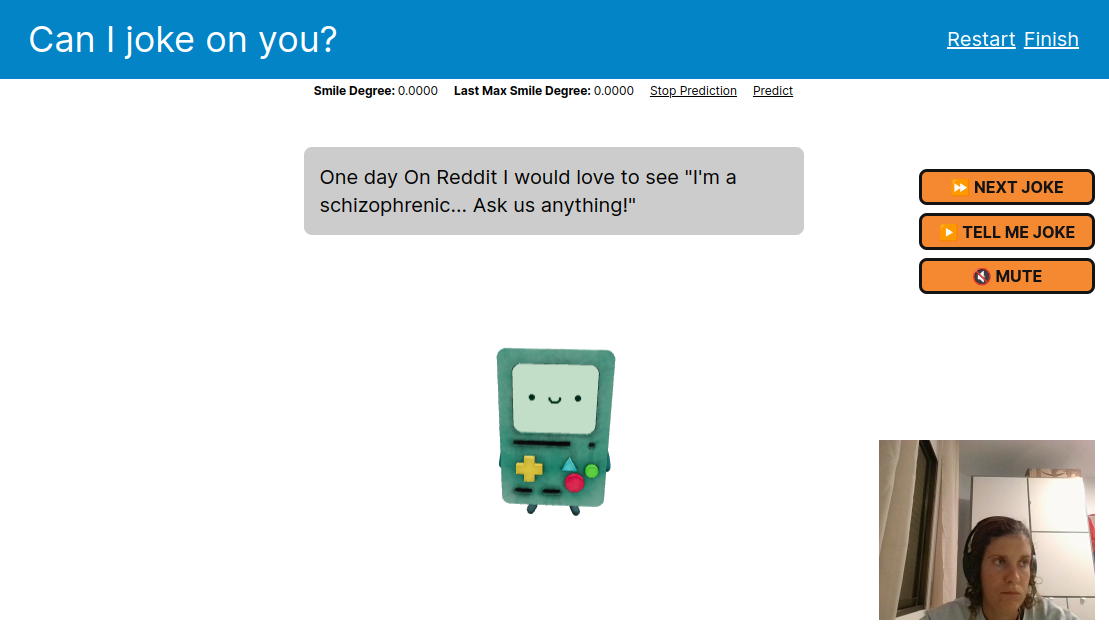 Can I joke on you?
Restart Finish
Smile Degree: 0.0000 Last Max Smile Degree: 0.0000 Stop Prediction Predict
One day On Reddit I would love to see "I'm a
schizophrenic... Ask us anything!"
⏩ NEXT JOKE
▶️ TELL ME JOKE
🔇 MUTE